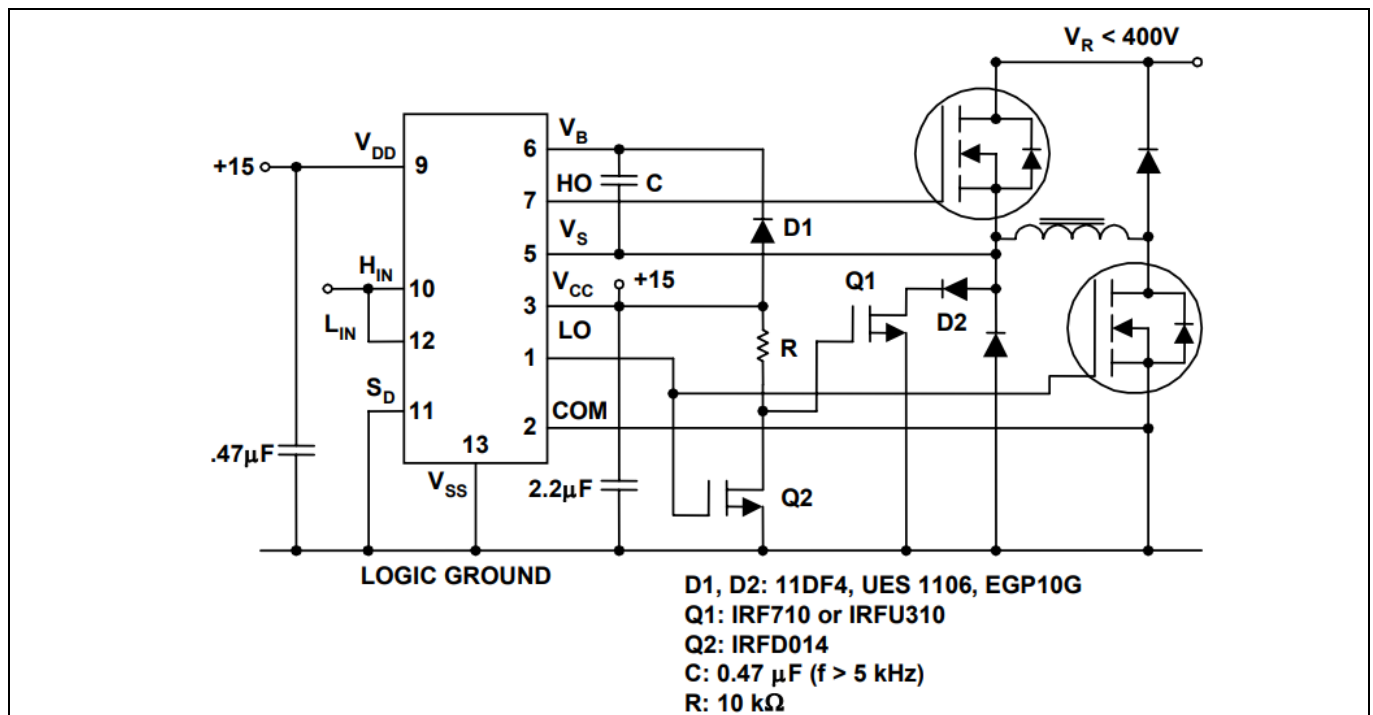 V_R < 400V
+15
V_DD
9
V_B
6
HO
C
7
V_S
D1
5
H_IN
10
V_CC
+15
3
Q1
L_IN
12
LO
D2
R
1
S_D
11
COM
2
13
.47μF
V_SS
2.2μF
Q2
LOGIC GROUND
D1, D2: 11DF4, UES 1106, EGP10G
Q1: IRF710 or IRFU310
Q2: IRFD014
C: 0.47 μF (f > 5 kHz)
R: 10 kΩ